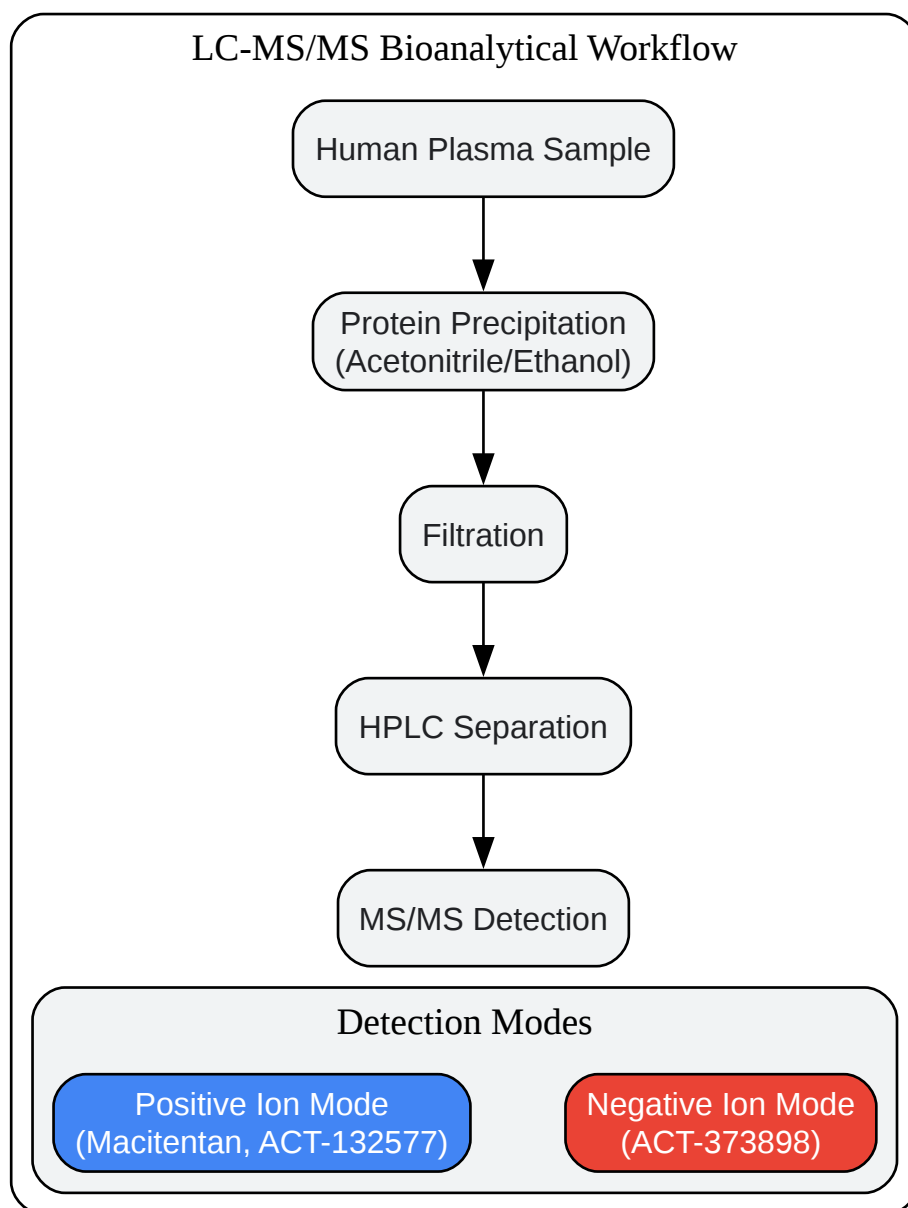 LC-MS/MS Bioanalytical Workflow
Human Plasma Sample
Protein Precipitation
(Acetonitrile/Ethanol)
Filtration
HPLC Separation
MS/MS Detection
Detection Modes
Positive Ion Mode
(Macitentan, ACT-132577)
Negative Ion Mode
(ACT-373898)